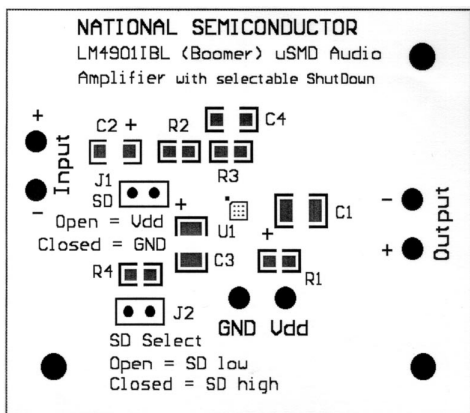 NATIONAL SEMICONDUCTOR
LM4901IBL (Boomer) uSMD Audio
Amplifier with selectable ShutDown
+
Input
-
C2 +
R2
C4
R3
J1
SD
Open = Vdd
Closed = GND
+
U1
C1
C3
+
R1
R4
J2
GND Vdd
- 
Output
+
SD Select
Open = SD low
Closed = SD high